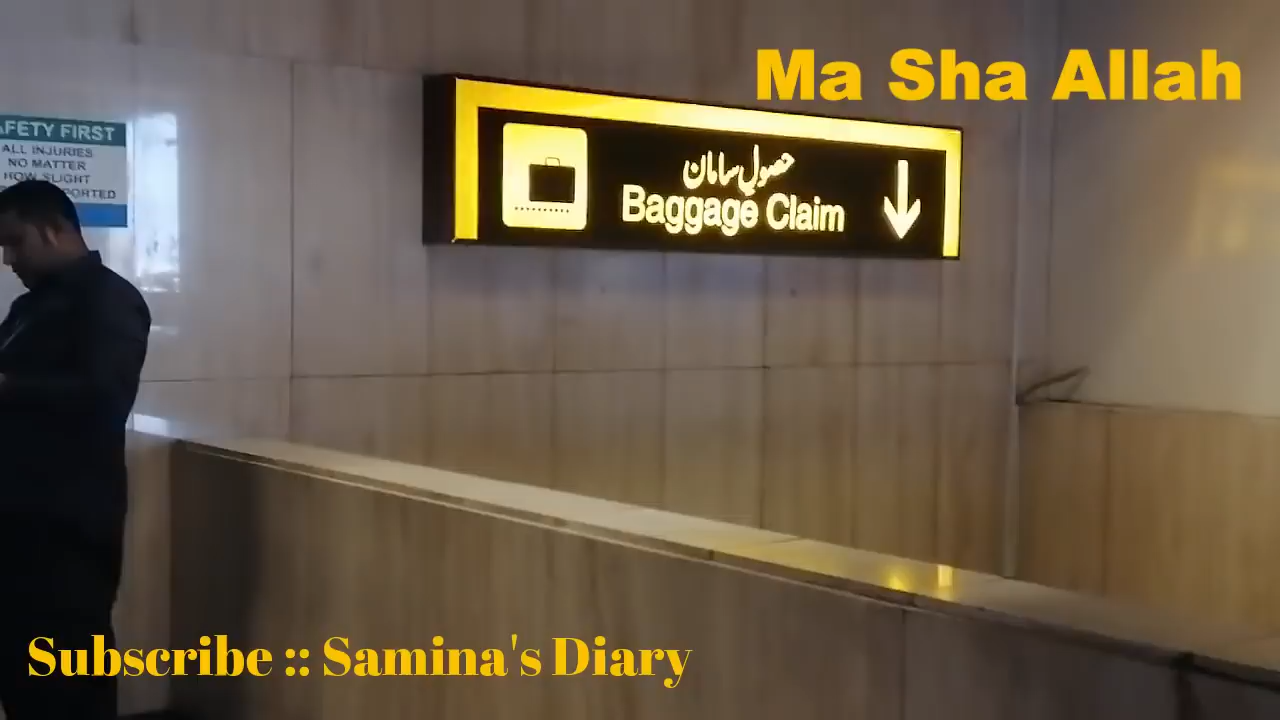 Ma Sha Allah
AFETY FIRST
ALL INJURIES
NO MATTER
HOW SLIGHT
حصولِ سامان
Baggage Claim
Subscribe :: Samina's Diary